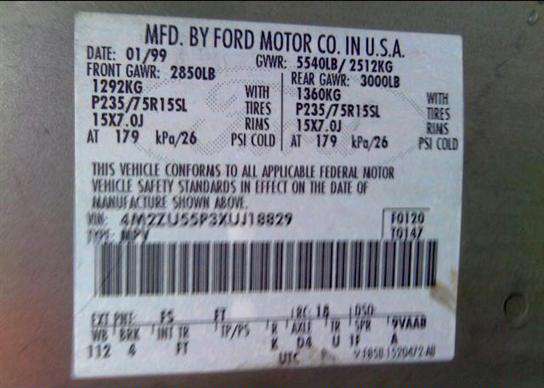 MFD. BY FORD MOTOR CO. IN U.S.A.
DATE: 01/99 GVWR: 5540LB/ 2512KG
FRONT GAWR: 2850LB REAR GAWR: 3000LB
1292KG WITH 1360KG WITH
P235/75R15SL TIRES P235/75R15SL TIRES
15X7.0J RIMS 15X7.0J RIMS
AT 179 kPa/26 PSI COLD AT 179 kPa/26 PSI COLD
THIS VEHICLE CONFORMS TO ALL APPLICABLE FEDERAL MOTOR
VEHICLE SAFETY STANDARDS IN EFFECT ON THE DATE OF
MANUFACTURE SHOWN ABOVE.
VIN: 4M2ZU55P3XUJ18829 F0120
TYPE: MPV T0147
EXT PNT: FS FT RC: 18 DSO:
WB BRK INT TR TP/PS R AXLE TR SPR 9VAAB
112 4 FT K D4 U 1F A
UTC